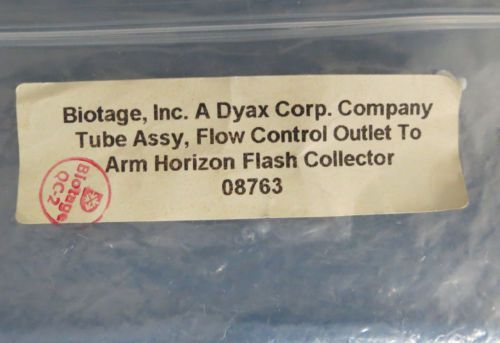 Biotage, Inc. A Dyax Corp. Company
Tube Assy, Flow Control Outlet To
Arm Horizon Flash Collector
08763
Biotage
QC-2